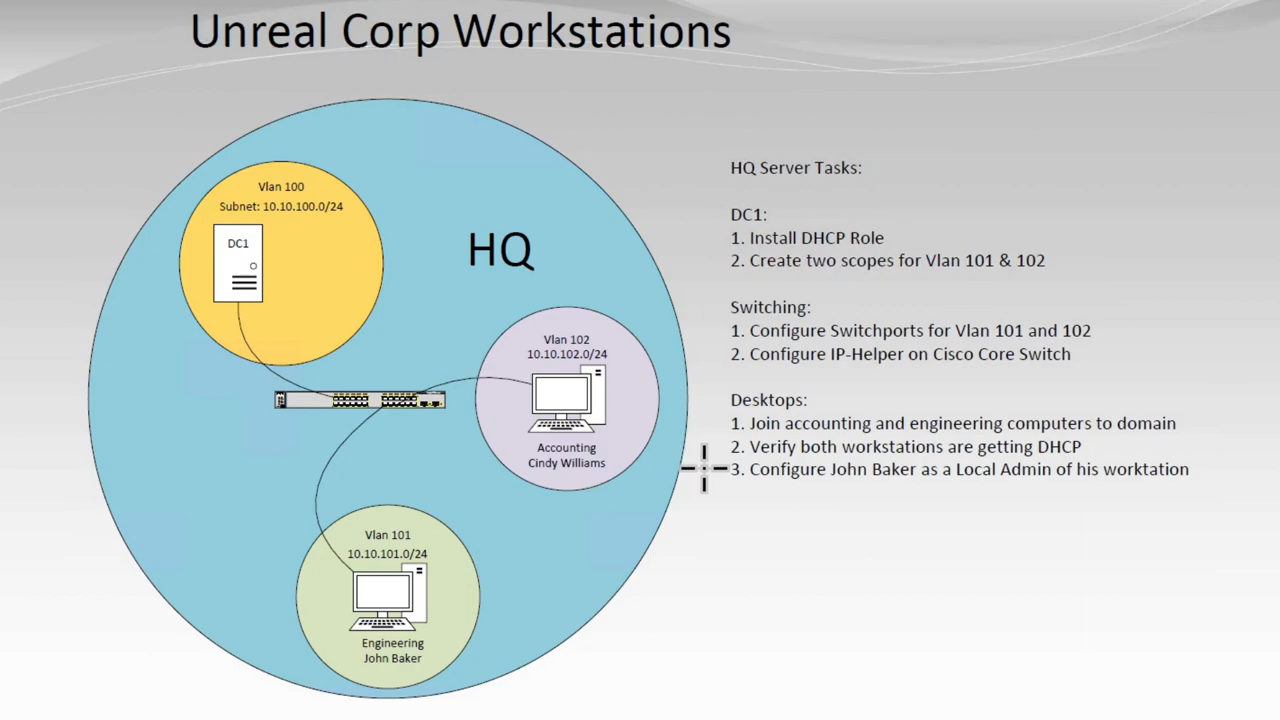 Unreal Corp Workstations
Vlan 100
Subnet: 10.10.100.0/24
DC1
HQ
Vlan 102
10.10.102.0/24
Accounting
Cindy Williams
Vlan 101
10.10.101.0/24
Engineering
John Baker
HQ Server Tasks:
DC1:
1. Install DHCP Role
2. Create two scopes for Vlan 101 & 102
Switching:
1. Configure Switchports for Vlan 101 and 102
2. Configure IP-Helper on Cisco Core Switch
Desktops:
1. Join accounting and engineering computers to domain
2. Verify both workstations are getting DHCP
3. Configure John Baker as a Local Admin of his worktation